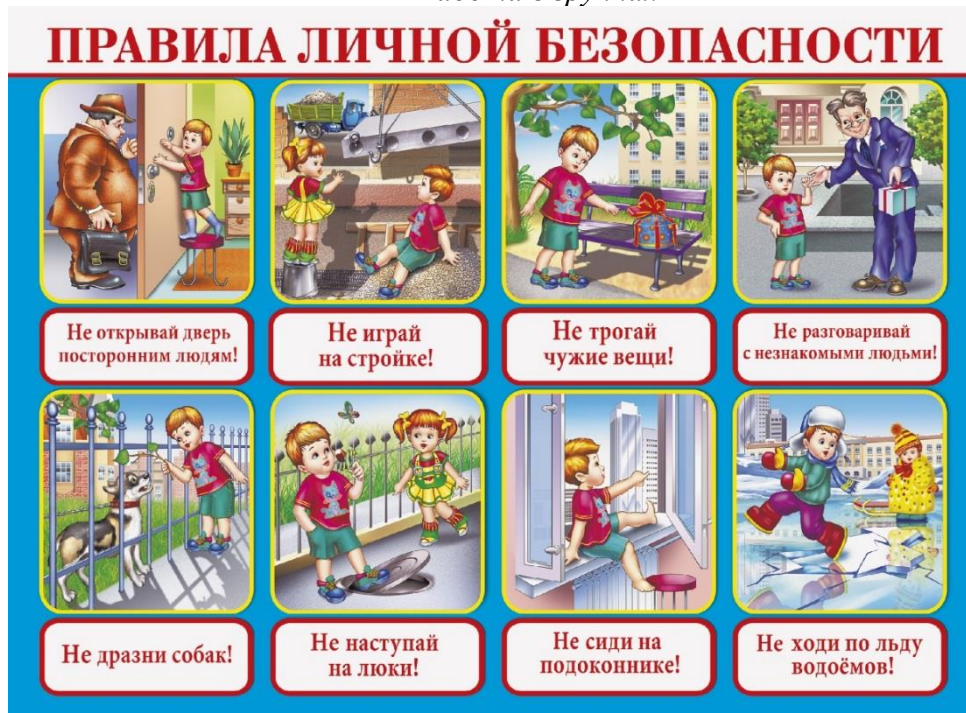 ПРАВИЛА ЛИЧНОЙ БЕЗОПАСНОСТИ
Не открывай дверь
посторонним людям!
Не играй
на стройке!
Не трогай
чужие вещи!
Не разговаривай
с незнакомыми людьми!
Не дразни собак!
Не наступай
на люки!
Не сиди на
подоконнике!
Не ходи по льду
водоёмов!